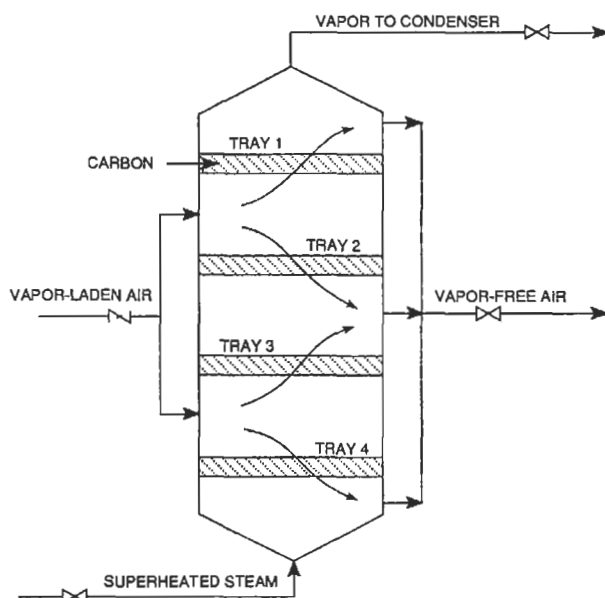 VAPOR TO CONDENSER
TRAY 1
CARBON
TRAY 2
VAPOR-LADEN AIR
VAPOR-FREE AIR
TRAY 3
TRAY 4
SUPERHEATED STEAM